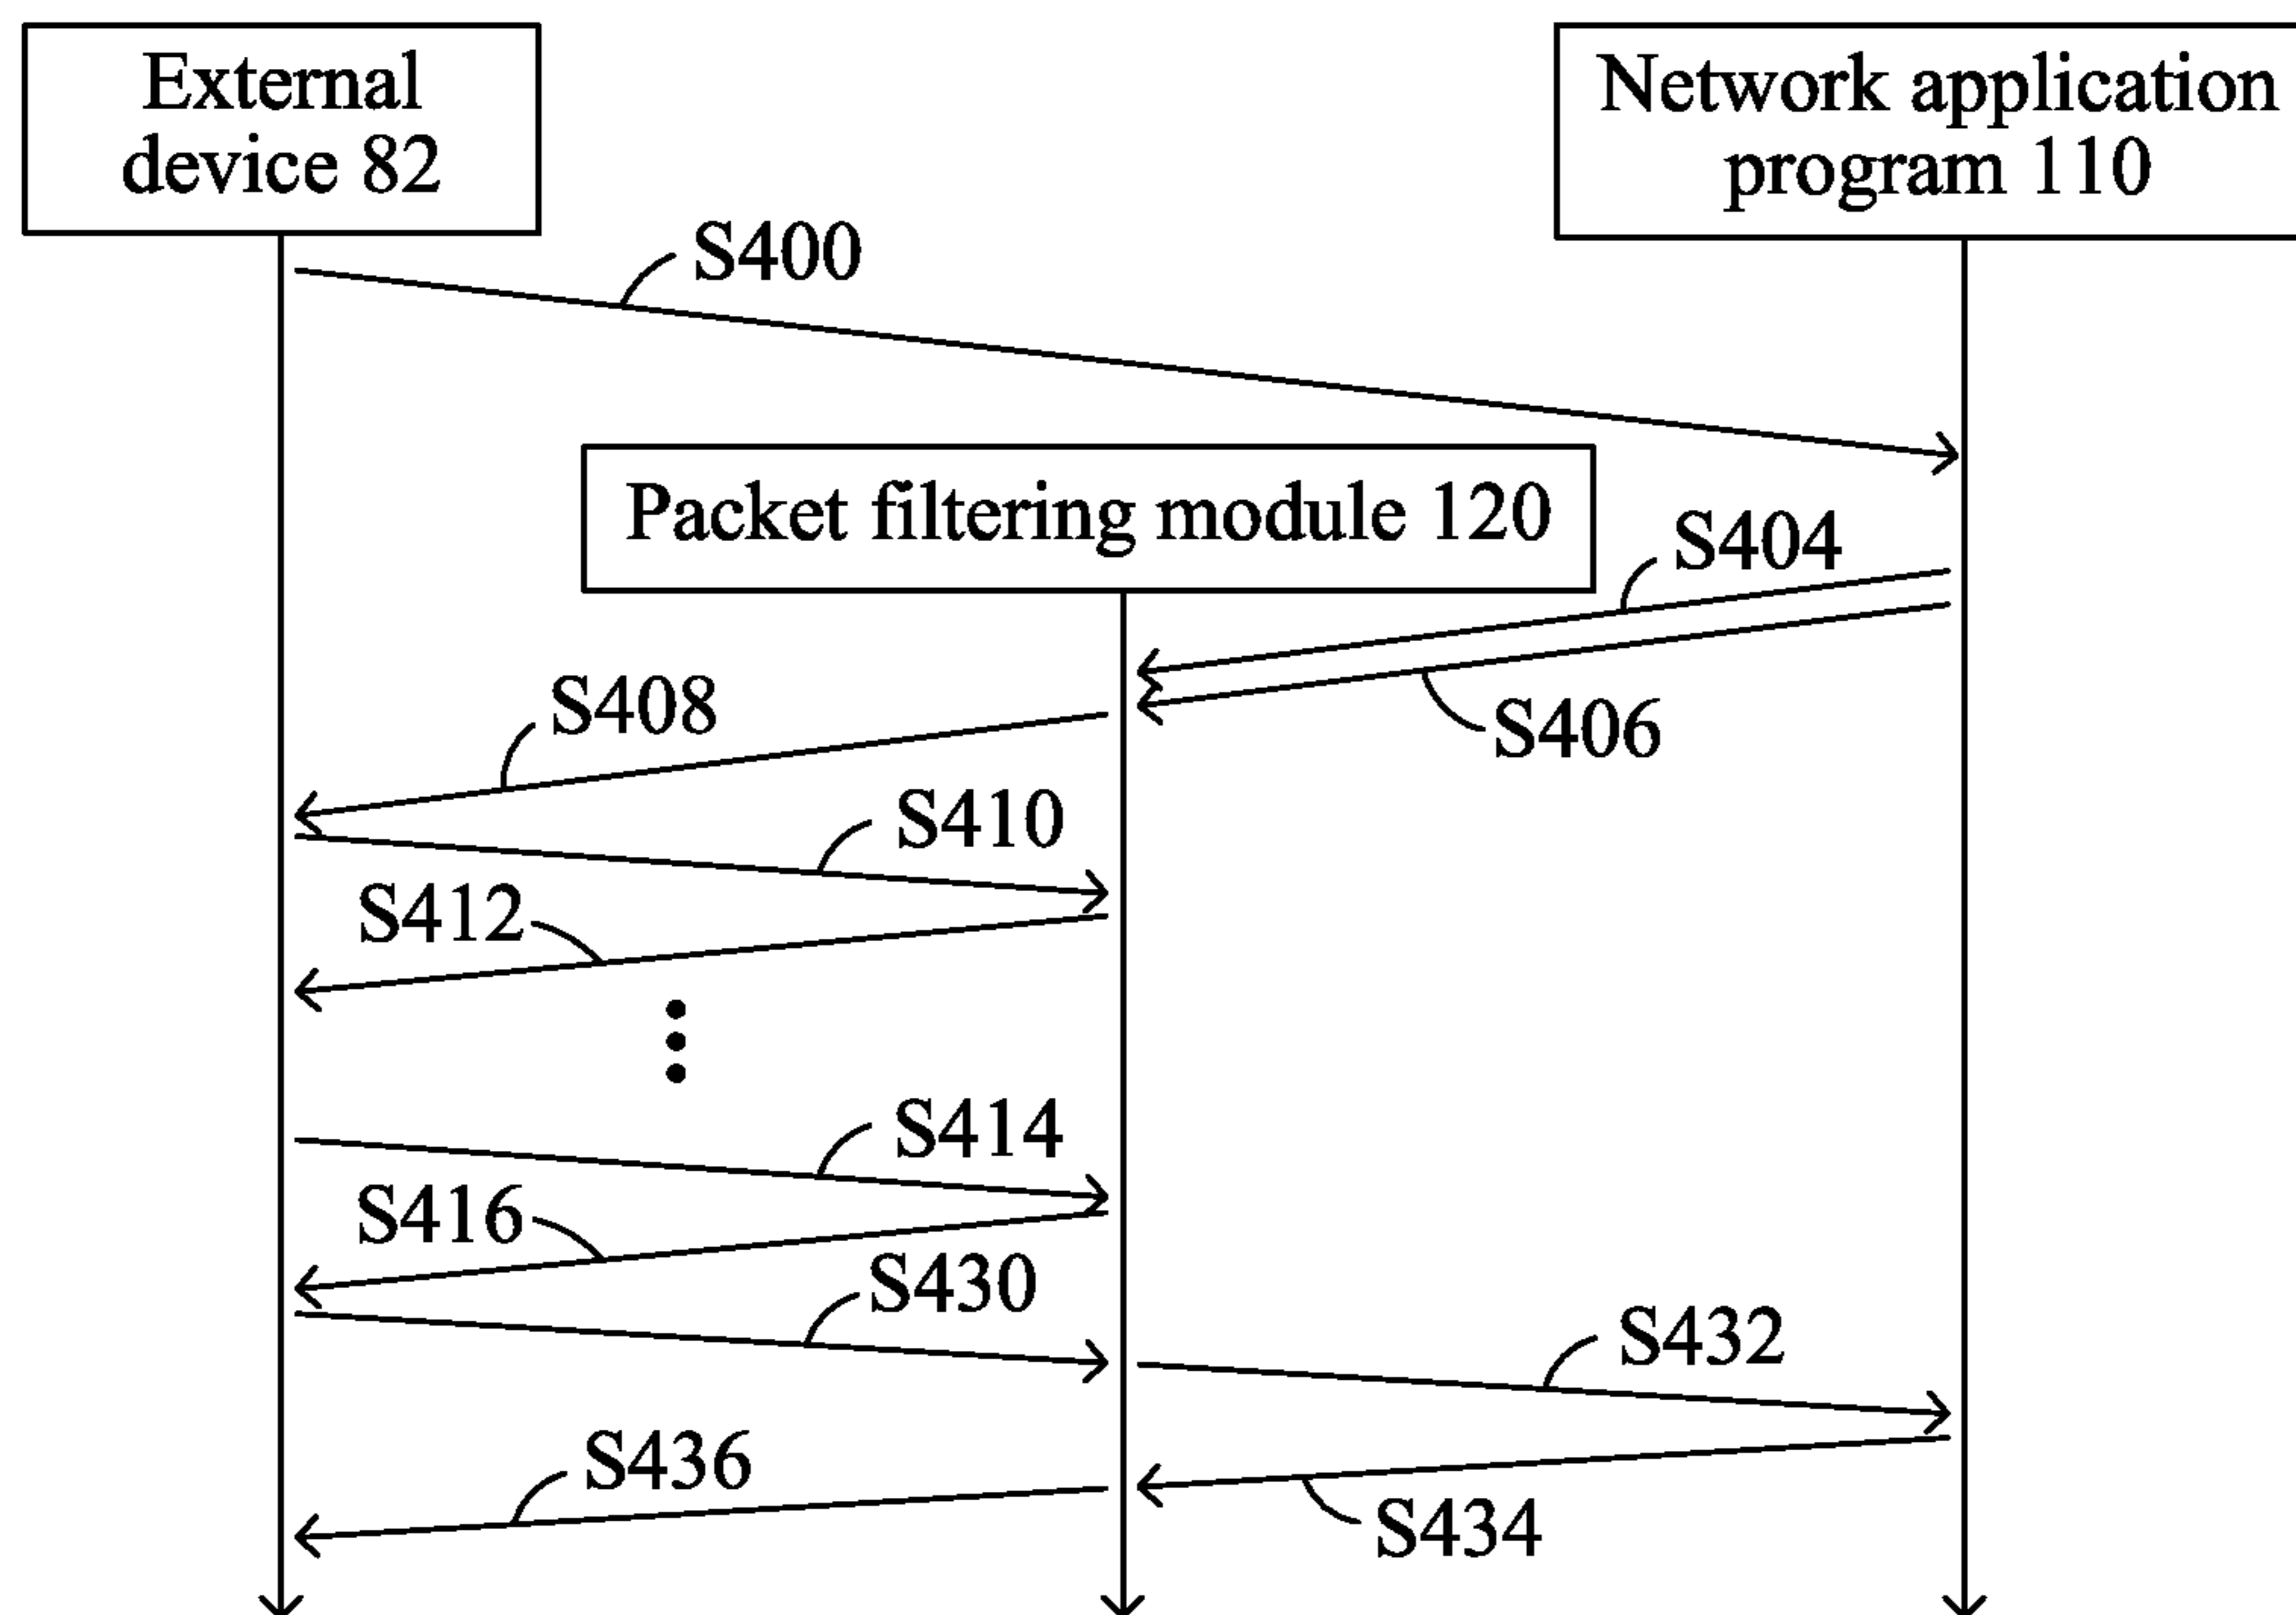 External
device 82
Network application
program 110
S400
Packet filtering module 120
S404
S406
S408
S410
S412
S414
S416
S430
S432
S436
S434